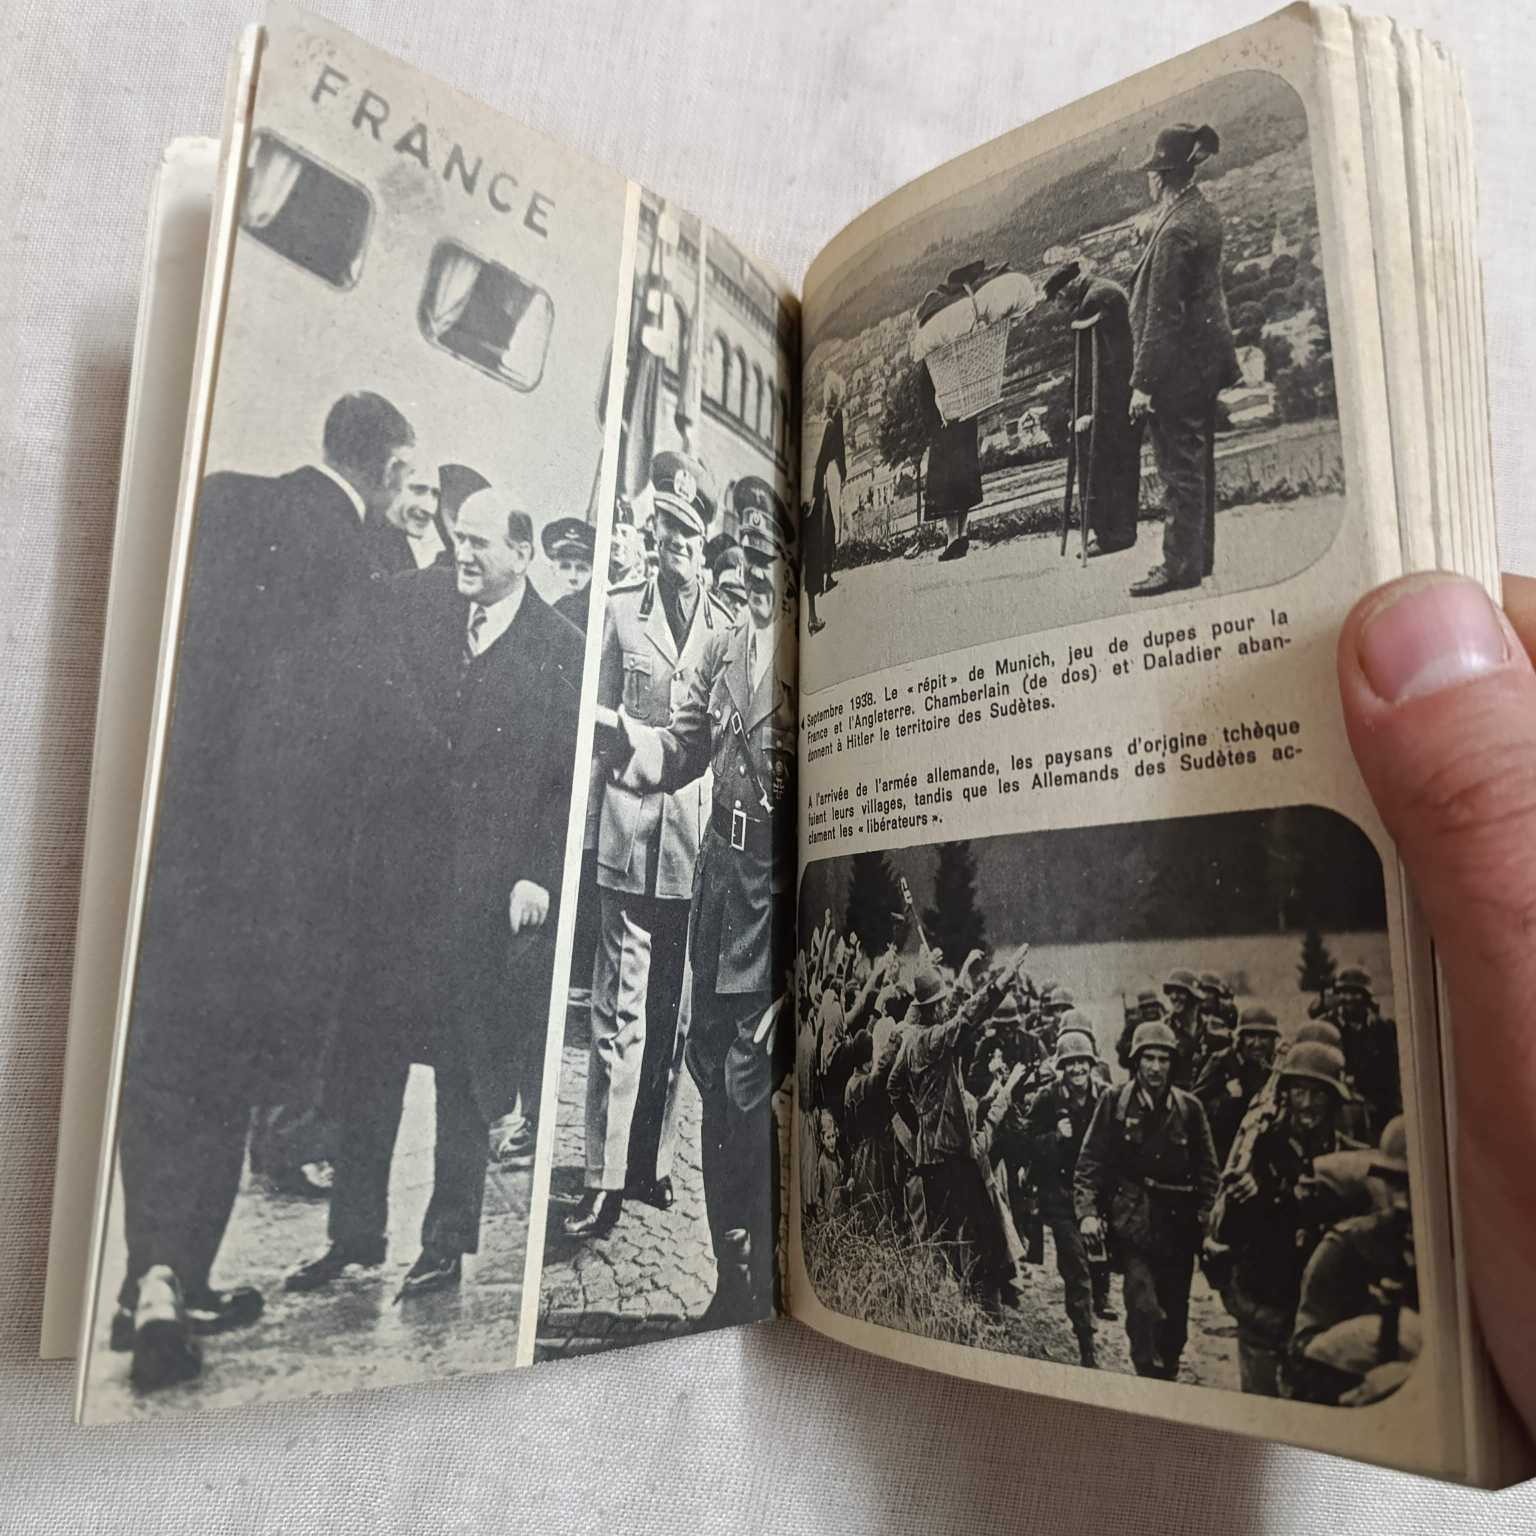 FRANCE
Septembre 1938. Le « répit » de Munich, jeu de dupes pour la
France et l'Angleterre. Chamberlain (de dos) et Daladier aban-
donnent à Hitler le territoire des Sudètes.
A l'arrivée de l'armée allemande, les paysans d'origine tchèque
fuient leurs villages, tandis que les Allemands des Sudètes ac-
clament les « libérateurs ».